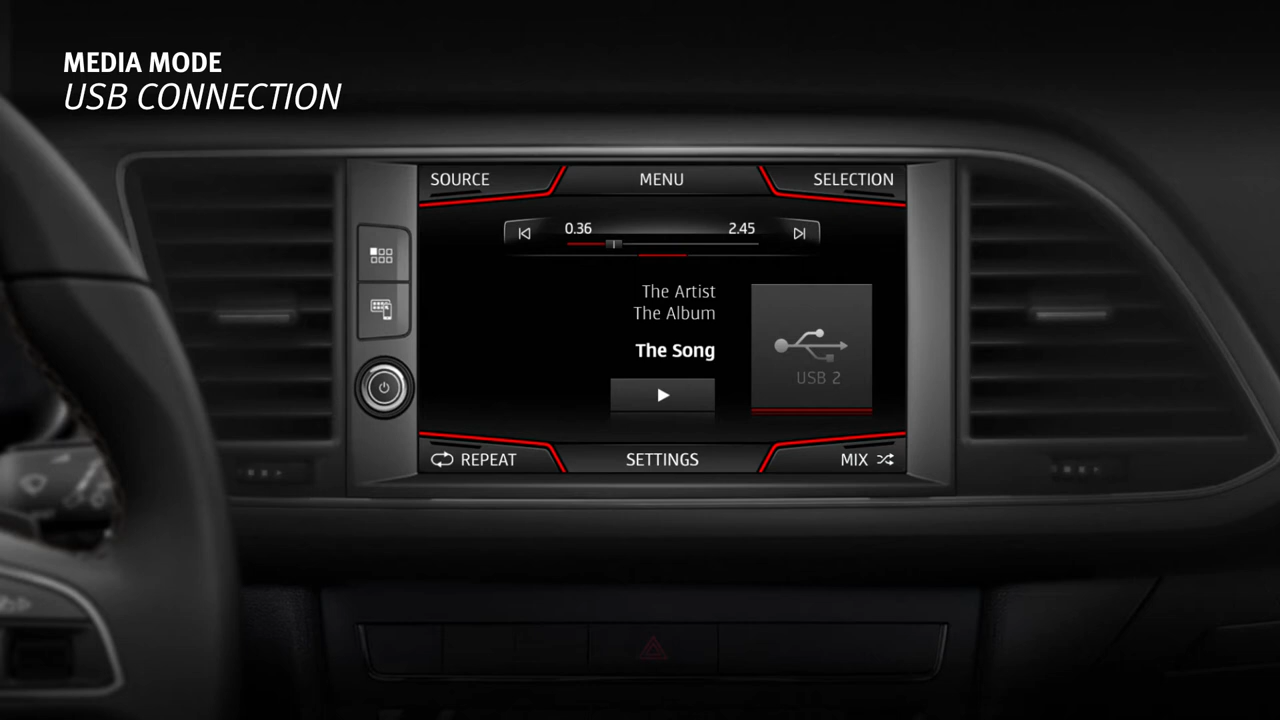 MEDIA MODE
USB CONNECTION
SOURCE
MENU
SELECTION
0.36
2.45
The Artist
The Album
The Song
USB 2
REPEAT
SETTINGS
MIX